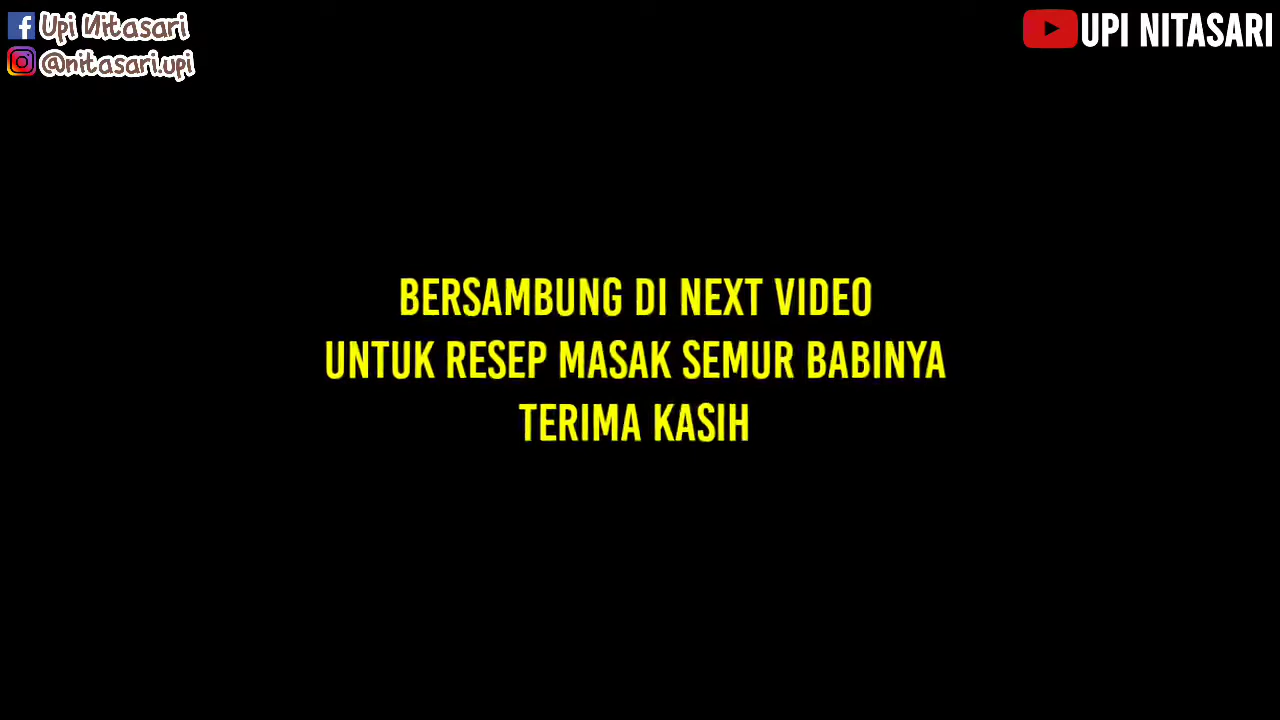 Upi Nitasari
@nitasari.upi
UPI NITASARI
BERSAMBUNG DI NEXT VIDEO
UNTUK RESEP MASAK SEMUR BABINYA
TERIMA KASIH